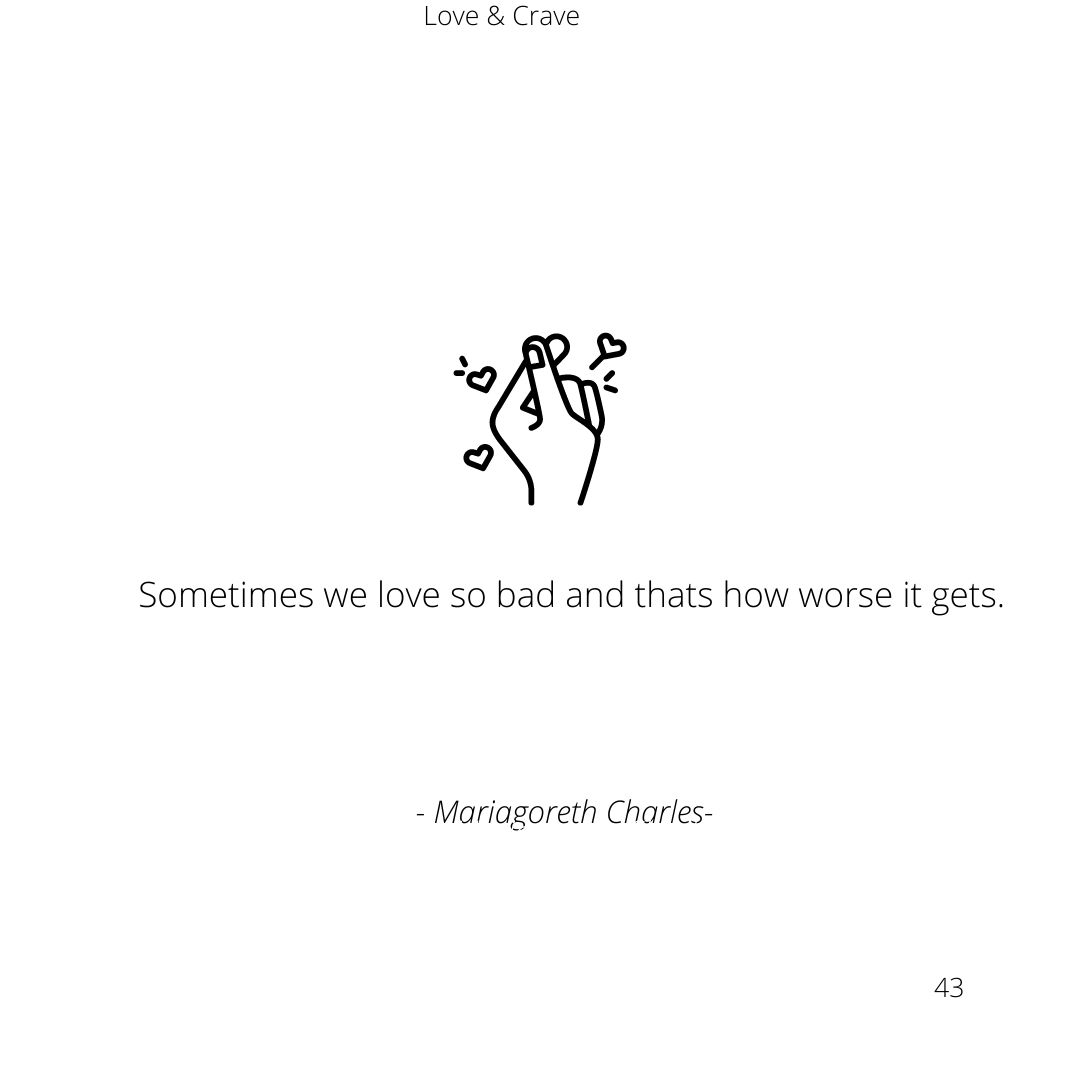 Love & Crave
Sometimes we love so bad and thats how worse it gets.
- Mariagoreth Charles-
43